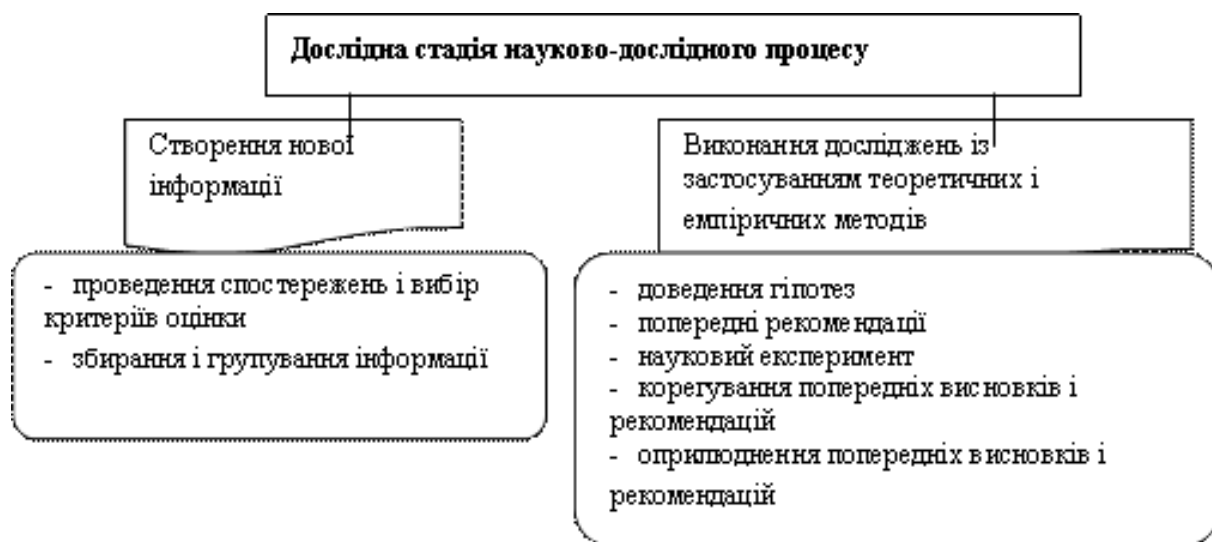 Дослідна стадія науково-дослідного процесу
Створення нової
інформації
- проведення спостережень і вибір
критеріїв оцінки
- збирання і групування інформації
Виконання досліджень із
застосуванням теоретичних і
емпіричних методів
- доведення гіпотез
- попередні рекомендації
- науковий експеримент
- корегування попередніх висновків і
рекомендацій
- оприлюднення попередніх висновків і
рекомендацій